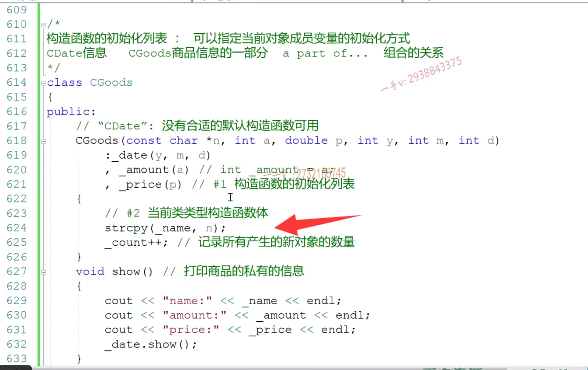 609
610 /*
611 构造函数的初始化列表 : 可以指定当前对象成员变量的初始化方式
612 CDate信息 CGoods商品信息的一部分 a part of... 组合的关系
613 */
614 class CGoods
615 {
616 public:
617 // “CDate”: 没有合适的默认构造函数可用
618 CGoods(const char *n, int a, double p, int y, int m, int d)
619 :_date(y, m, d)
620 , _amount(a) // int _amount = a;
621 , _price(p) // #1 构造函数的初始化列表
622 {
623 // #2 当前类类型构造函数体
624 strcpy(_name, n);
625 _count++; // 记录所有产生的新对象的数量
626 }
627 void show() // 打印商品的私有的信息
628 {
629 cout << "name:" << _name << endl;
630 cout << "amount:" << _amount << endl;
631 cout << "price:" << _price << endl;
632 _date.show();
633 }
一手v:2938843375